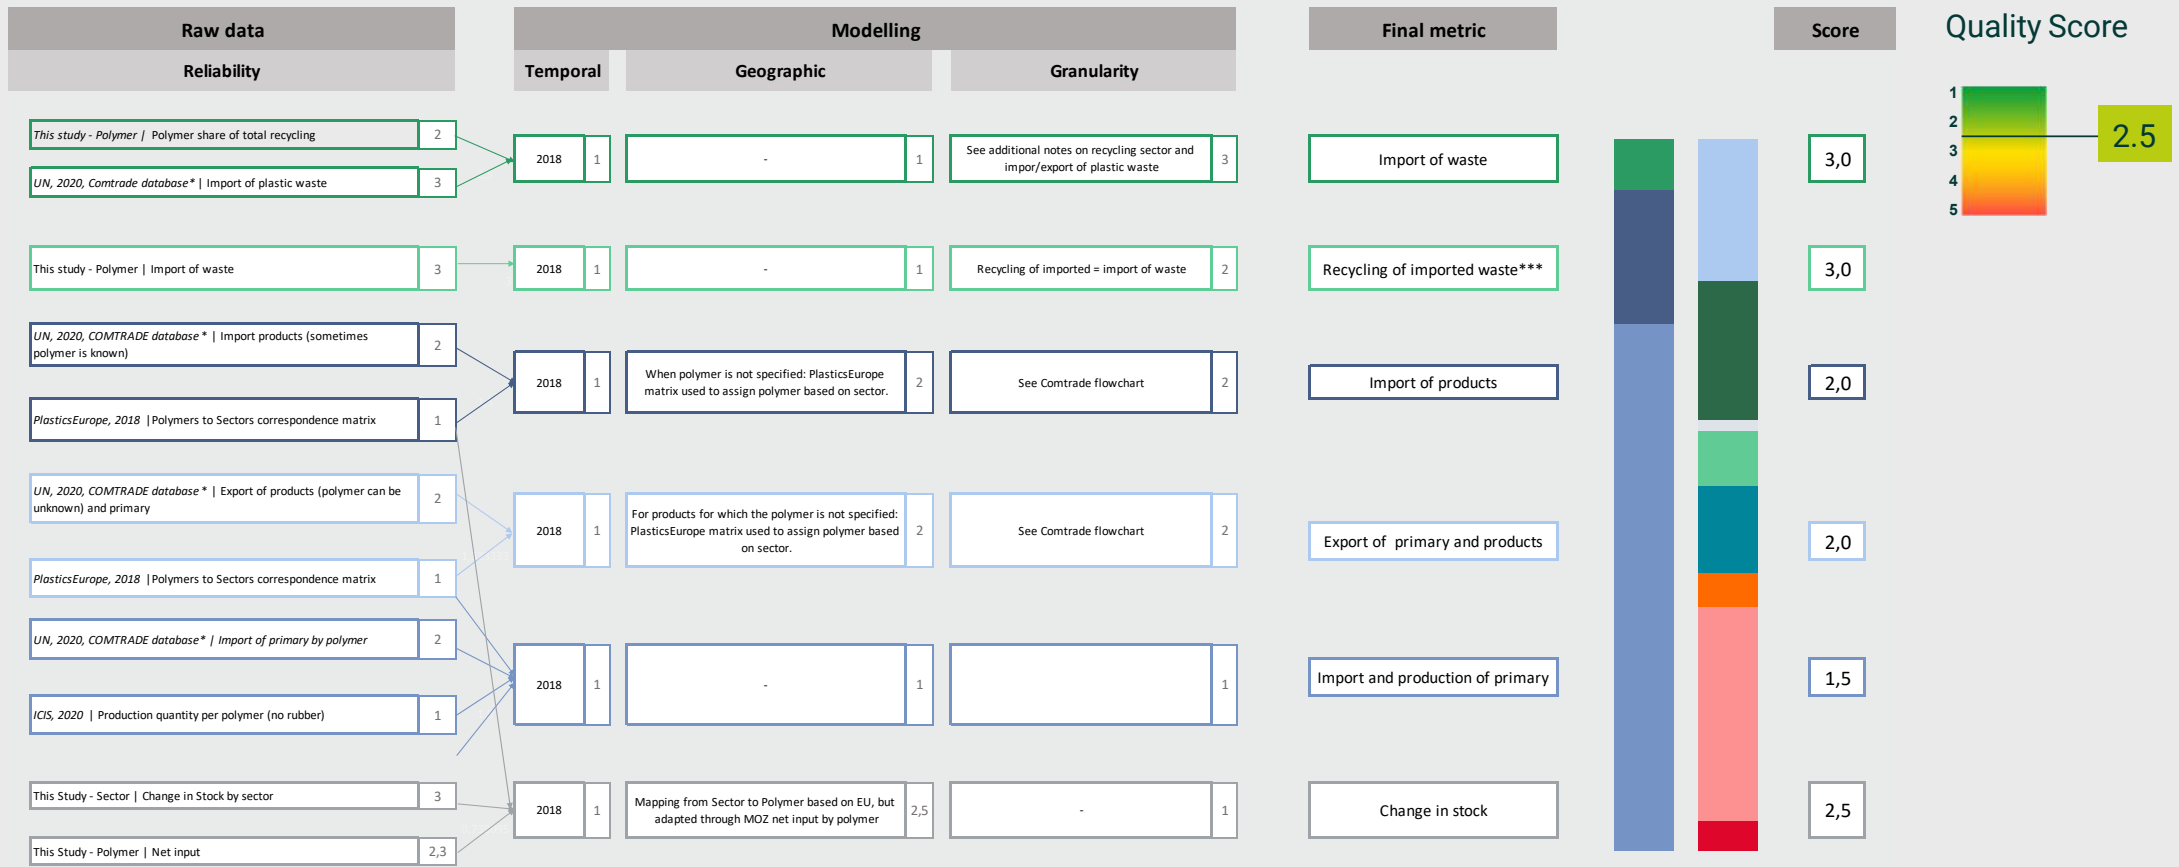 Raw data
Modelling
Final metric
Score
Quality Score
Reliability
Temporal
Geographic
Granularity
1
2
3
4
5
2.5
This study - Polymer | Polymer share of total recycling
2
UN, 2020, Comtrade database* | Import of plastic waste
3
2018
1
-
1
See additional notes on recycling sector and
impor/export of plastic waste
3
Import of waste
3,0
This study - Polymer | Import of waste
3
2018
1
-
1
Recycling of imported = import of waste
2
Recycling of imported waste***
3,0
UN, 2020, COMTRADE database * | Import products (sometimes
polymer is known)
2
PlasticsEurope, 2018 |Polymers to Sectors correspondence matrix
1
2018
1
When polymer is not specified: PlasticsEurope
matrix used to assign polymer based on sector.
2
See Comtrade flowchart
2
Import of products
2,0
UN, 2020, COMTRADE database * | Export of products (polymer can be
unknown) and primary
2
PlasticsEurope, 2018 |Polymers to Sectors correspondence matrix
1
2018
1
For products for which the polymer is not specified:
PlasticsEurope matrix used to assign polymer based
on sector.
2
See Comtrade flowchart
2
Export of primary and products
2,0
UN, 2020, COMTRADE database* | Import of primary by polymer
2
ICIS, 2020 | Production quantity per polymer (no rubber)
1
2018
1
-
1
1
Import and production of primary
1,5
This Study - Sector | Change in Stock by sector
3
This Study - Polymer | Net input
2,3
2018
1
Mapping from Sector to Polymer based on EU, but
adapted through MOZ net input by polymer
2,5
-
1
Change in stock
2,5